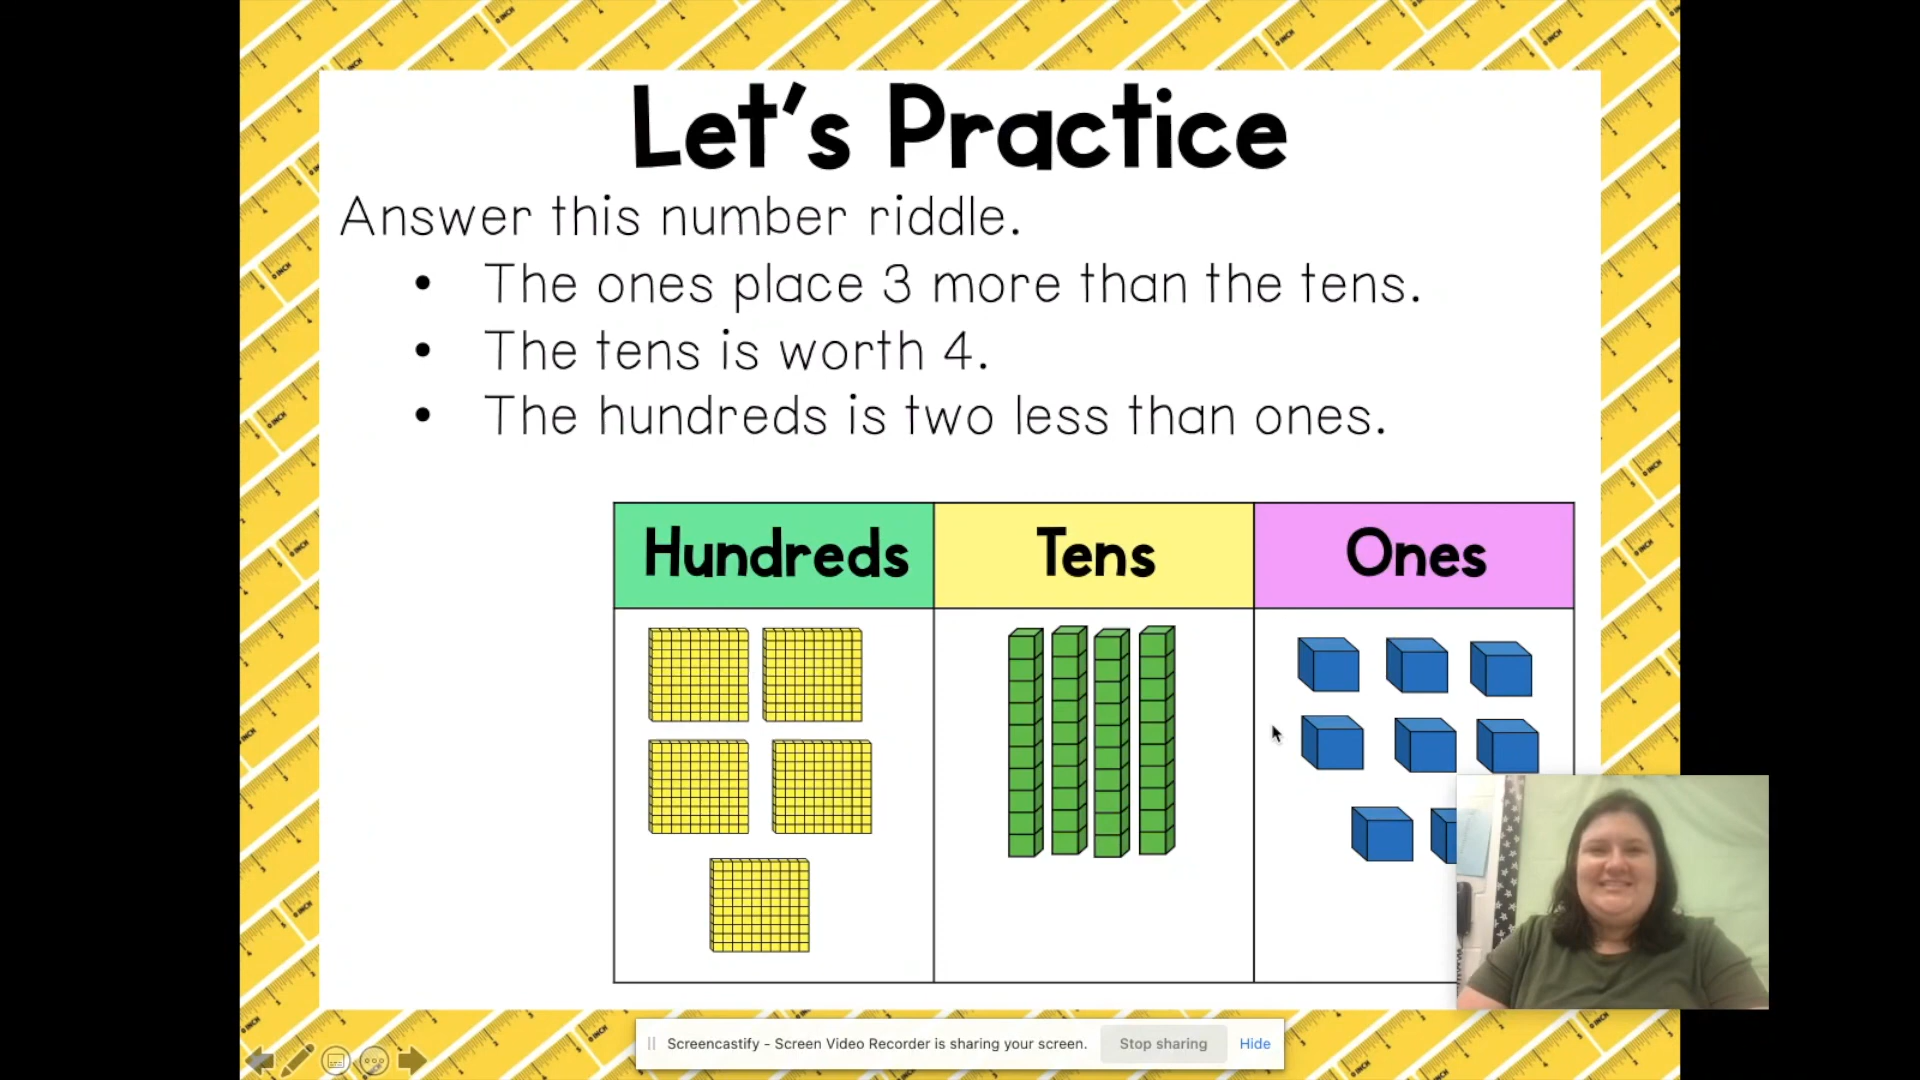 Let's Practice
Answer this number riddle.
• The ones place 3 more than the tens.
• The tens is worth 4.
• The hundreds is two less than ones.
Hundreds Tens Ones
Screencastify - Screen Video Recorder is sharing your screen. Stop sharing Hide